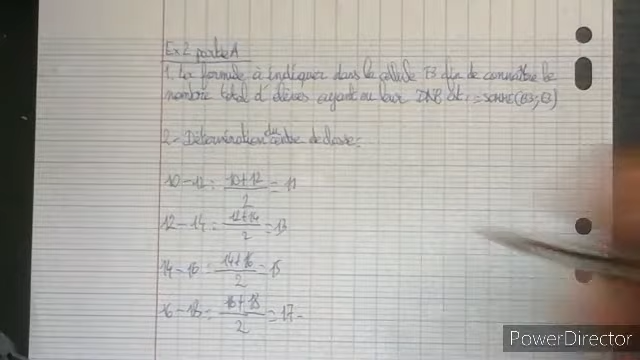 Ex 2 partie A
1. La formule à indiquer dans la cellule F3 afin de connaître le
nombre total d'élèves ayant eu leur DNB est : =SOMME(B3;E3)
2 - Détermination du centre de classe :
10 - 12 = 10+12/2 = 11
12 - 14 = 12+14/2 = 13
14 - 16 = 14+16/2 = 15
16 - 18 = 16+18/2 = 17
PowerDirector